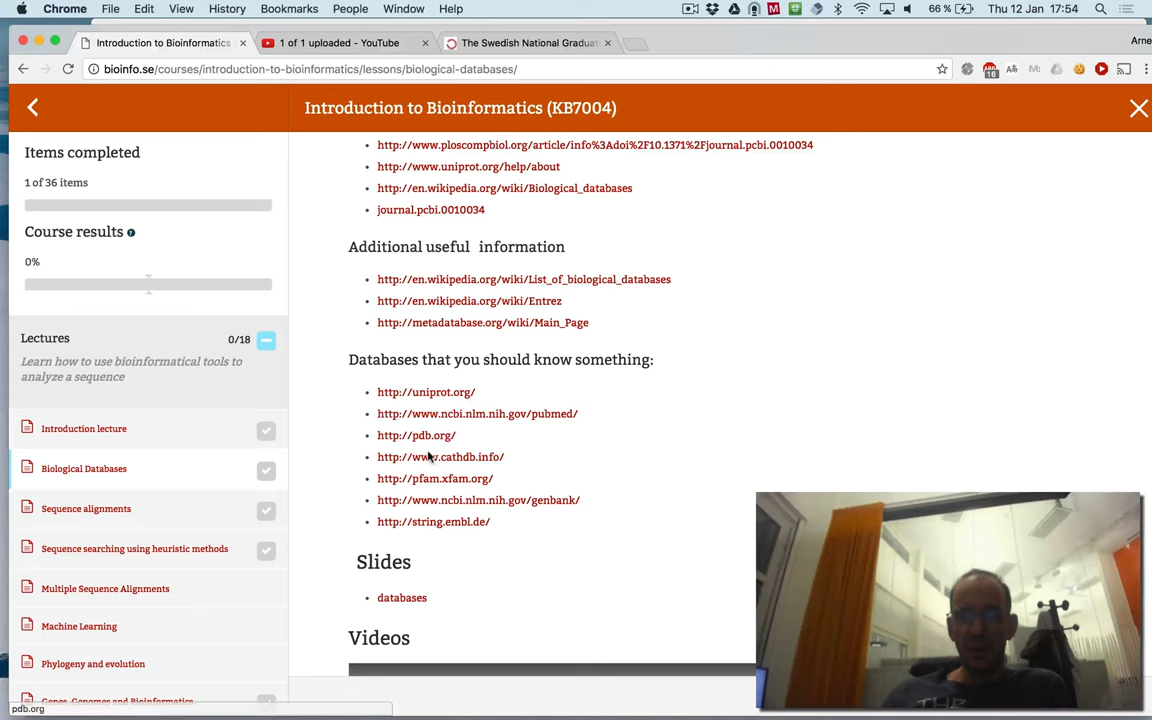 Chrome File Edit View History Bookmarks People Window Help 66 % Thu 12 Jan 17:54
Introduction to Bioinformatics 1 of 1 uploaded - YouTube The Swedish National Graduat Arne
bioinfo.se/courses/introduction-to-bioinformatics/lessons/biological-databases/
16
Introduction to Bioinformatics (KB7004)
Items completed
1 of 36 items
Course results
0%
Lectures 0/18
Learn how to use bioinformatical tools to
analyze a sequence
Introduction lecture
Biological Databases
Sequence alignments
Sequence searching using heuristic methods
Multiple Sequence Alignments
Machine Learning
Phylogeny and evolution
Genes, Genomes and Bioinformatics
pdb.org
http://www.ploscompbiol.org/article/info%3Adoi%2F10.1371%2Fjournal.pcbi.0010034
http://www.uniprot.org/help/about
http://en.wikipedia.org/wiki/Biological_databases
journal.pcbi.0010034
Additional useful information
http://en.wikipedia.org/wiki/List_of_biological_databases
http://en.wikipedia.org/wiki/Entrez
http://metadatabase.org/wiki/Main_Page
Databases that you should know something:
http://uniprot.org/
http://www.ncbi.nlm.nih.gov/pubmed/
http://pdb.org/
http://www.cathdb.info/
http://pfam.xfam.org/
http://www.ncbi.nlm.nih.gov/genbank/
http://string.embl.de/
Slides
databases
Videos